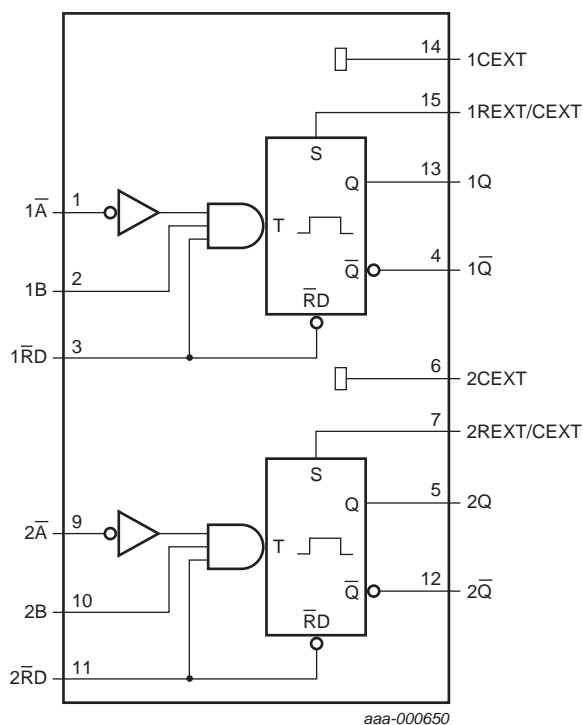 14 1CEXT
15 1REXT/CEXT
S
1A̅ 1 T Q 13 1Q
2 Q̅ 4 1Q̅
1B R̅D
1R̅D 3
6 2CEXT
7 2REXT/CEXT
S
2A̅ 9 T Q 5 2Q
10 Q̅ 12 2Q̅
2B R̅D
2R̅D 11
aaa-000650